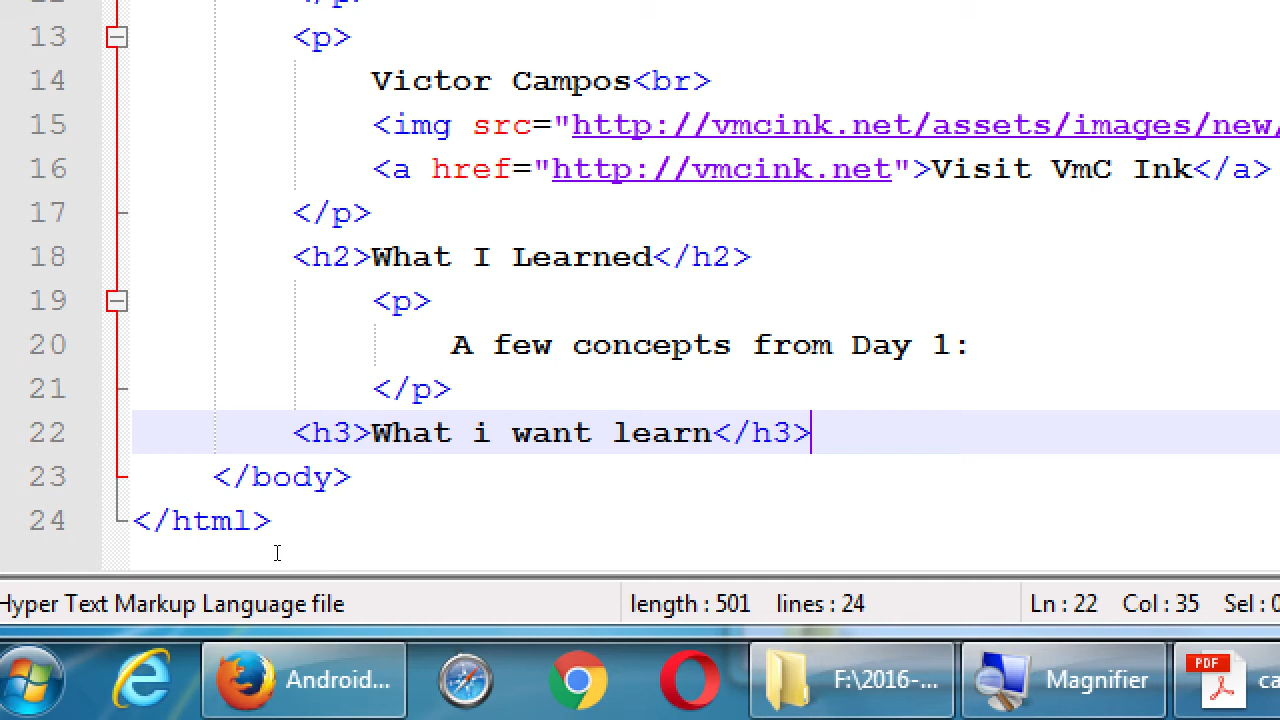 13 <p>
14 Victor Campos<br>
15 <img src="http://vmcink.net/assets/images/new/
16 <a href="http://vmcink.net">Visit VmC Ink</a>
17 </p>
18 <h2>What I Learned</h2>
19 <p>
20 A few concepts from Day 1:
21 </p>
22 <h3>What i want learn</h3>
23 </body>
24 </html>
Hyper Text Markup Language file length : 501 lines : 24 Ln : 22 Col : 35 Sel : 0
Android... F:\2016-... Magnifier PDF ca